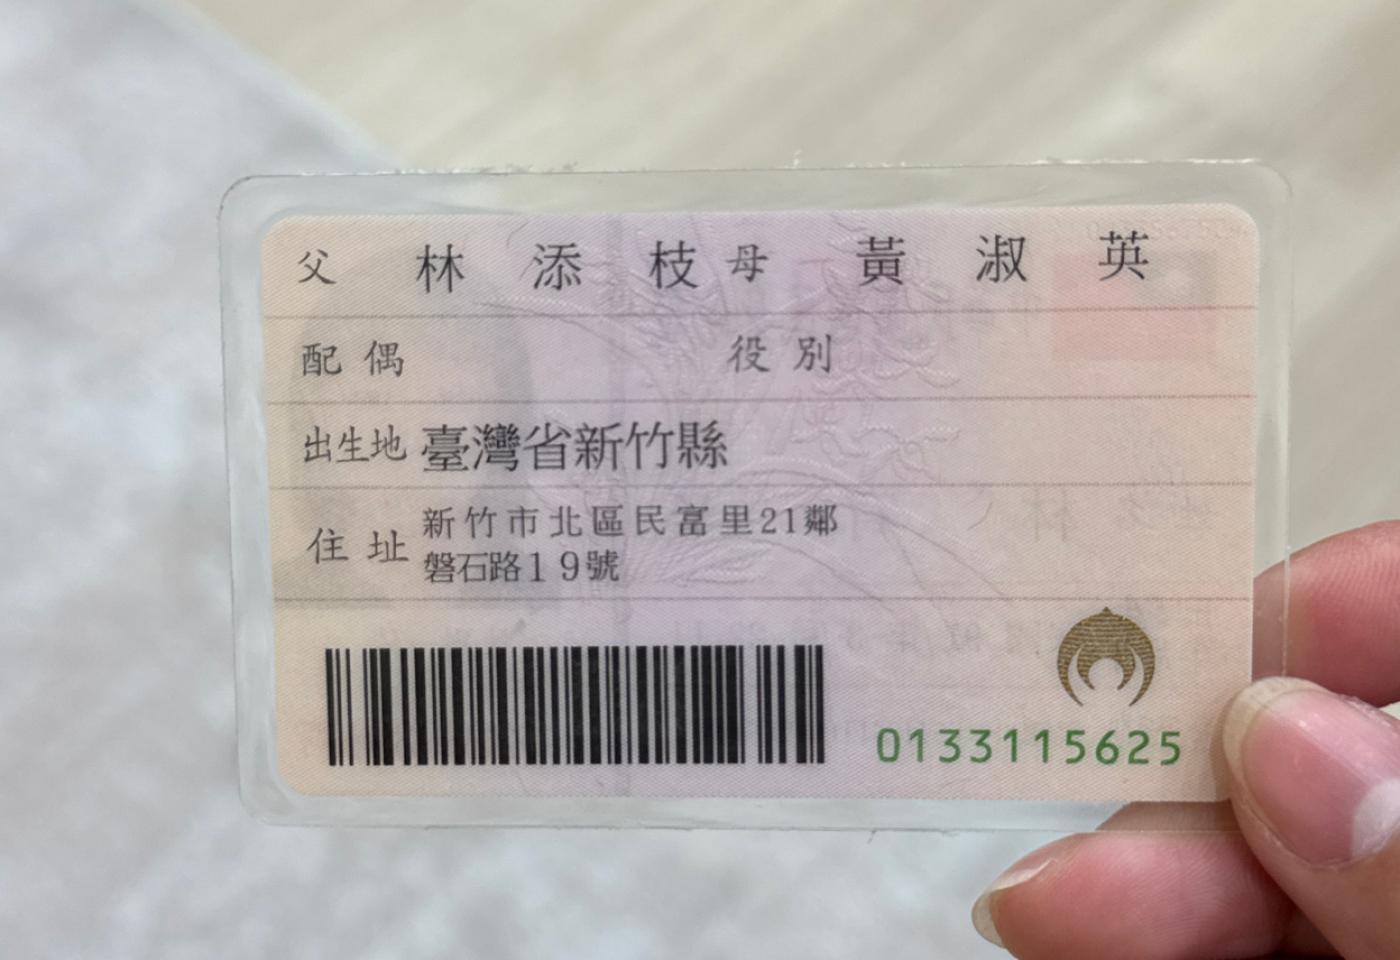 父 林添枝 母 黃淑英
配偶 役別
出生地 臺灣省新竹縣
住址 新竹市北區民富里21鄰
磐石路19號
0133115625